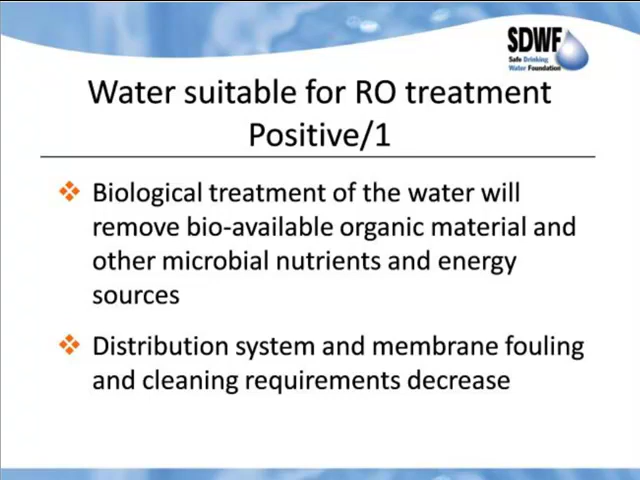 SDWF
Safe Drinking
Water Foundation
Water suitable for RO treatment
Positive/1
Biological treatment of the water will
remove bio-available organic material and
other microbial nutrients and energy
sources
Distribution system and membrane fouling
and cleaning requirements decrease